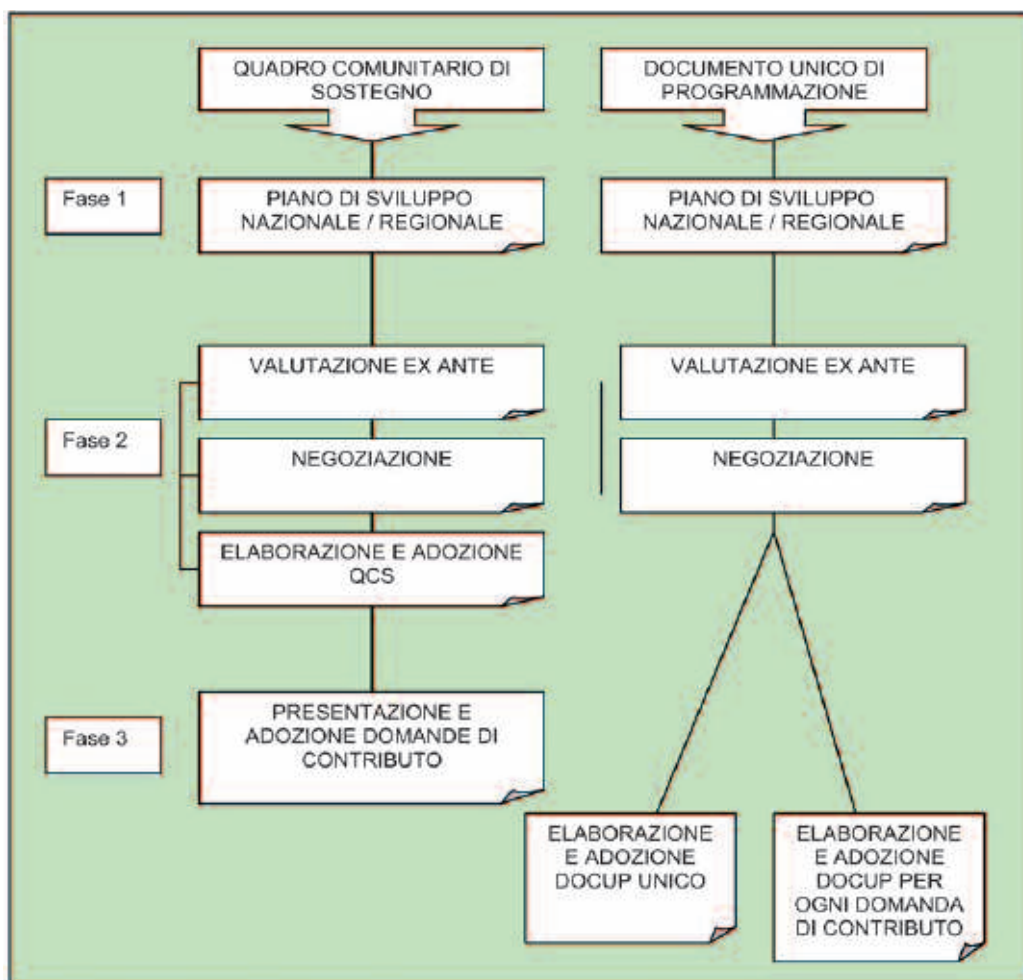 QUADRO COMUNITARIO DI
SOSTEGNO
DOCUMENTO UNICO DI
PROGRAMMAZIONE
Fase 1
PIANO DI SVILUPPO
NAZIONALE / REGIONALE
PIANO DI SVILUPPO
NAZIONALE / REGIONALE
Fase 2
VALUTAZIONE EX ANTE
NEGOZIAZIONE
ELABORAZIONE E ADOZIONE
QCS
VALUTAZIONE EX ANTE
NEGOZIAZIONE
Fase 3
PRESENTAZIONE E
ADOZIONE DOMANDE DI
CONTRIBUTO
ELABORAZIONE
E ADOZIONE
DOCUP UNICO
ELABORAZIONE
E ADOZIONE
DOCUP PER
OGNI DOMANDA
DI CONTRIBUTO